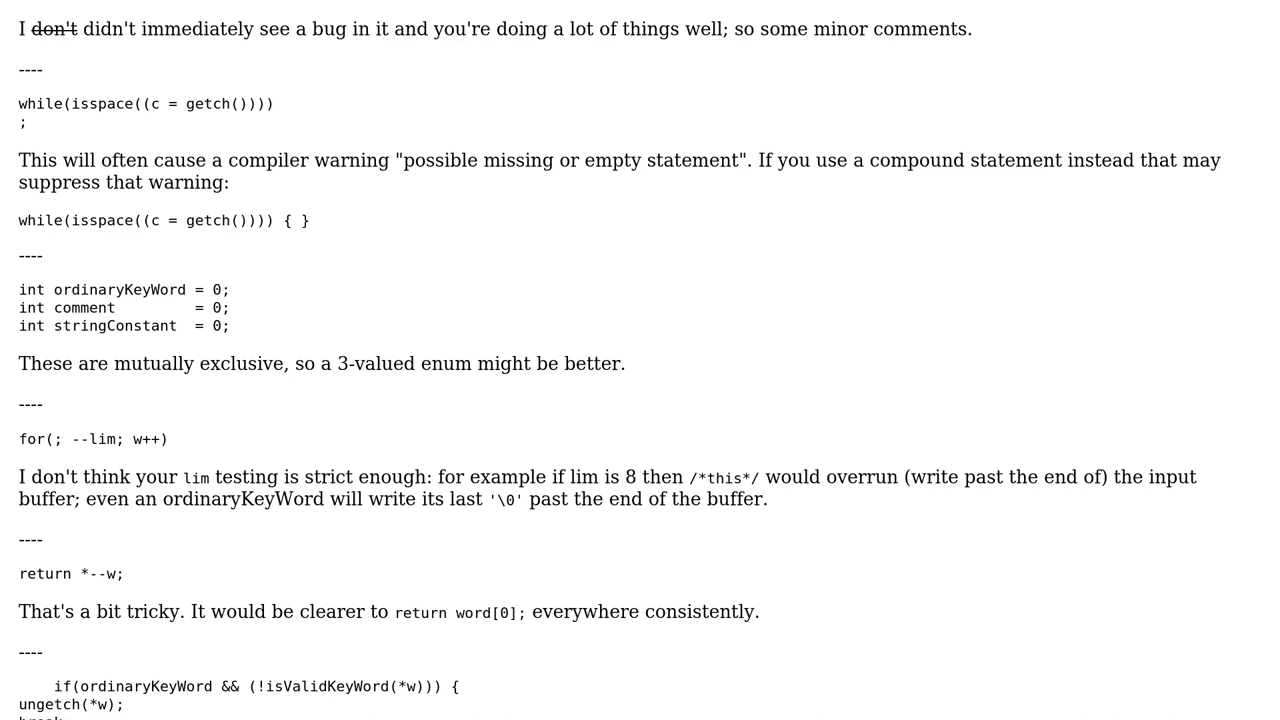 I don't didn't immediately see a bug in it and you're doing a lot of things well; so some minor comments.
----
while(isspace((c = getch())))
;
This will often cause a compiler warning "possible missing or empty statement". If you use a compound statement instead that may
suppress that warning:
while(isspace((c = getch()))) { }
----
int ordinaryKeyWord = 0;
int comment         = 0;
int stringConstant  = 0;
These are mutually exclusive, so a 3-valued enum might be better.
----
for(; --lim; w++)
I don't think your lim testing is strict enough: for example if lim is 8 then /*this*/ would overrun (write past the end of) the input
buffer; even an ordinaryKeyWord will write its last '\0' past the end of the buffer.
----
return *--w;
That's a bit tricky. It would be clearer to return word[0]; everywhere consistently.
----
    if(ordinaryKeyWord && (!isValidKeyWord(*w))) {
ungetch(*w);